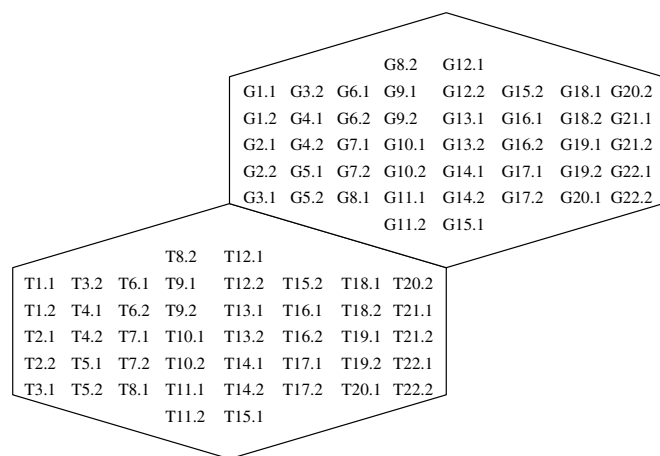 G8.2 G12.1
G1.1 G3.2 G6.1 G9.1 G12.2 G15.2 G18.1 G20.2
G1.2 G4.1 G6.2 G9.2 G13.1 G16.1 G18.2 G21.1
G2.1 G4.2 G7.1 G10.1 G13.2 G16.2 G19.1 G21.2
G2.2 G5.1 G7.2 G10.2 G14.1 G17.1 G19.2 G22.1
G3.1 G5.2 G8.1 G11.1 G14.2 G17.2 G20.1 G22.2
G11.2 G15.1
T8.2 T12.1
T1.1 T3.2 T6.1 T9.1 T12.2 T15.2 T18.1 T20.2
T1.2 T4.1 T6.2 T9.2 T13.1 T16.1 T18.2 T21.1
T2.1 T4.2 T7.1 T10.1 T13.2 T16.2 T19.1 T21.2
T2.2 T5.1 T7.2 T10.2 T14.1 T17.1 T19.2 T22.1
T3.1 T5.2 T8.1 T11.1 T14.2 T17.2 T20.1 T22.2
T11.2 T15.1